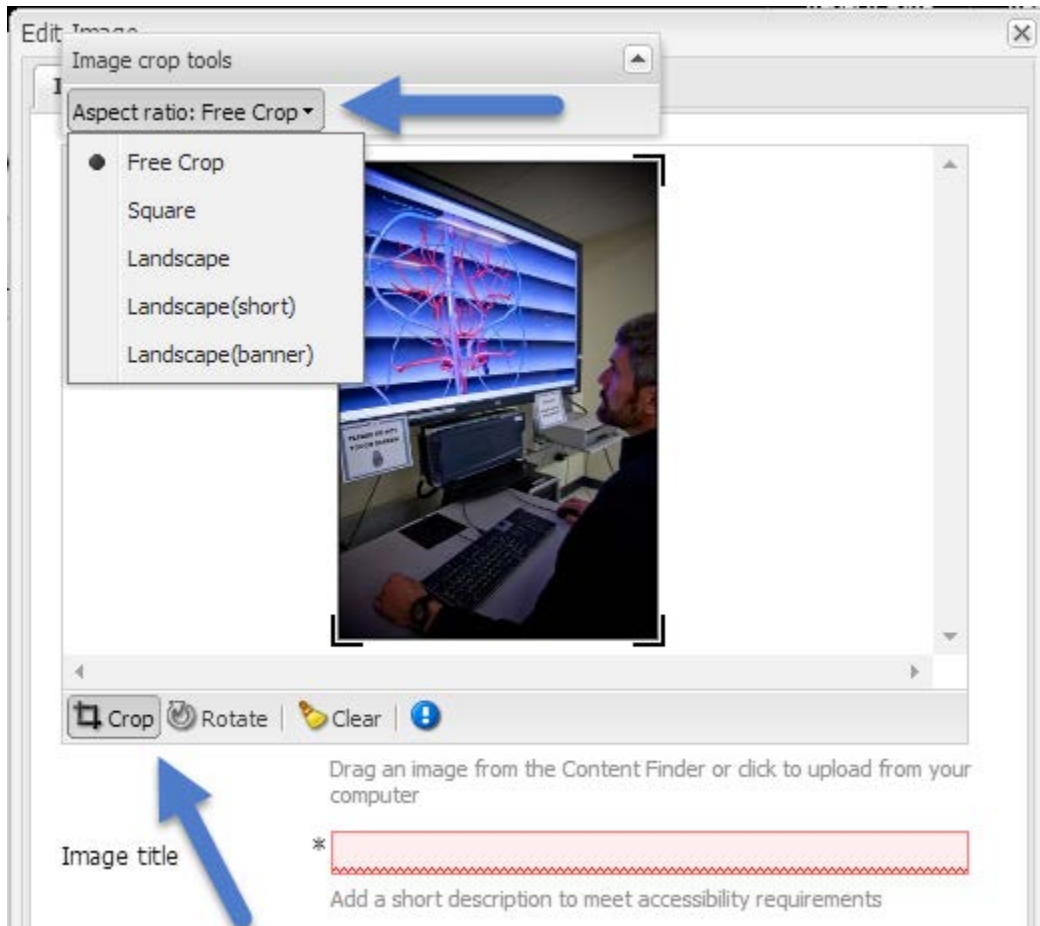 Edit Image
Image crop tools
Aspect ratio: Free Crop
Free Crop
Square
Landscape
Landscape(short)
Landscape(banner)
Crop Rotate | Clear |
Drag an image from the Content Finder or click to upload from your
computer
Image title *
Add a short description to meet accessibility requirements